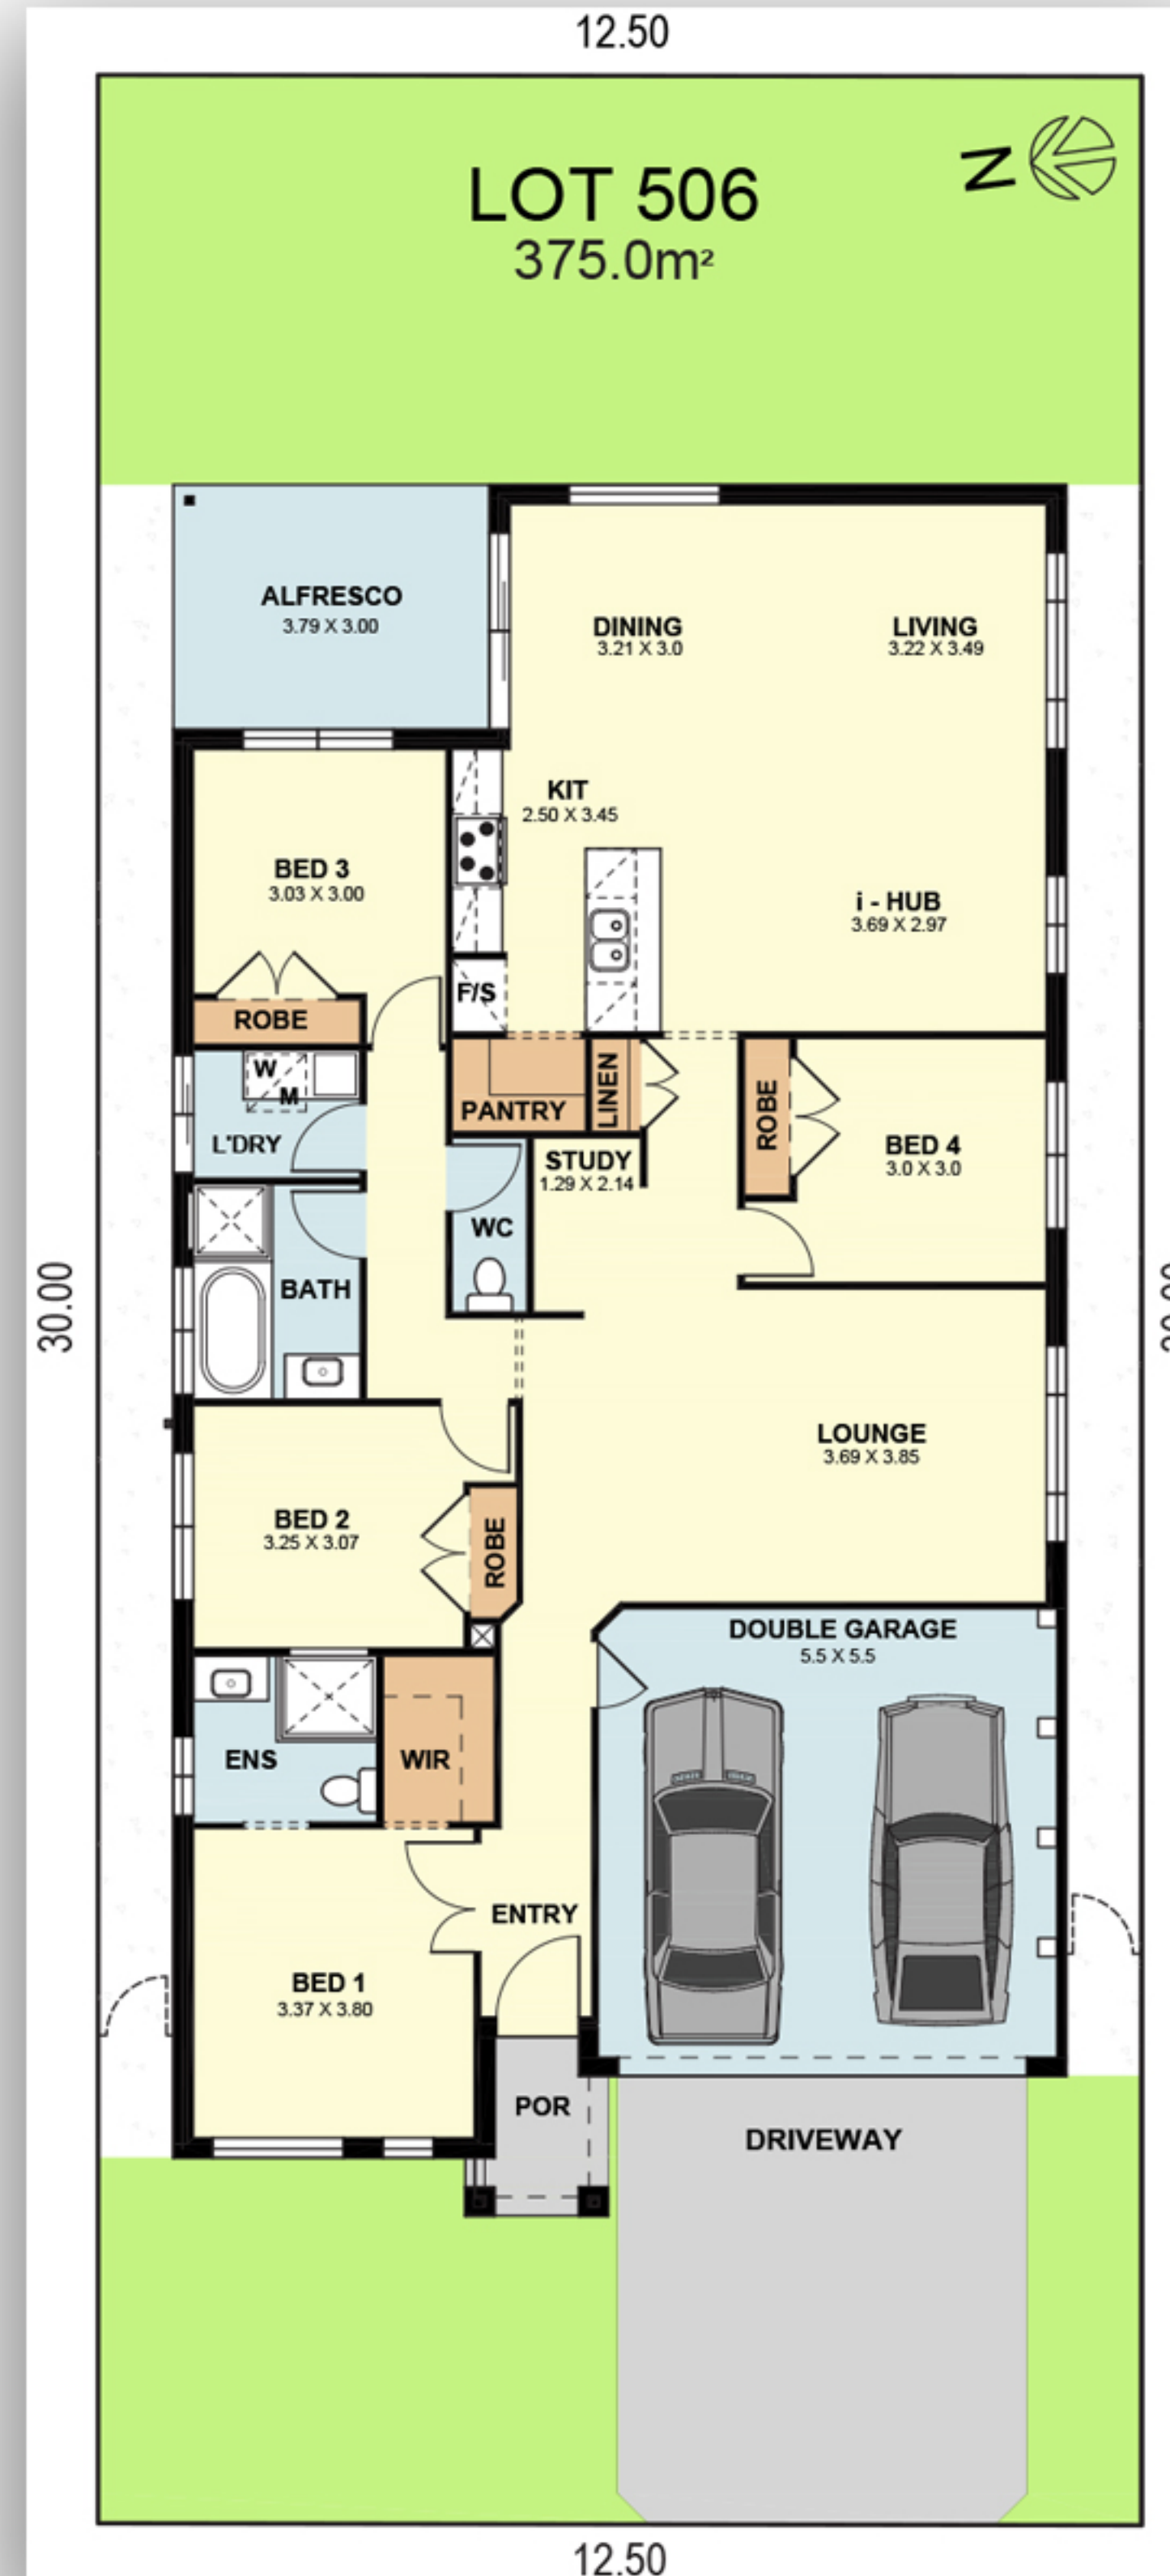 12.50
LOT 506
375.0m²
N
ALFRESCO
3.79 X 3.00
DINING
3.21 X 3.0
LIVING
3.22 X 3.49
KIT
2.50 X 3.45
BED 3
3.03 X 3.00
i - HUB
3.69 X 2.97
F/S
ROBE
W
M
L'DRY
PANTRY
LINEN
ROBE
BED 4
3.0 X 3.0
STUDY
1.29 X 2.14
WC
BATH
30.00
LOUNGE
3.69 X 3.85
BED 2
3.25 X 3.07
ROBE
DOUBLE GARAGE
5.5 X 5.5
ENS
WIR
ENTRY
BED 1
3.37 X 3.80
POR
DRIVEWAY
12.50